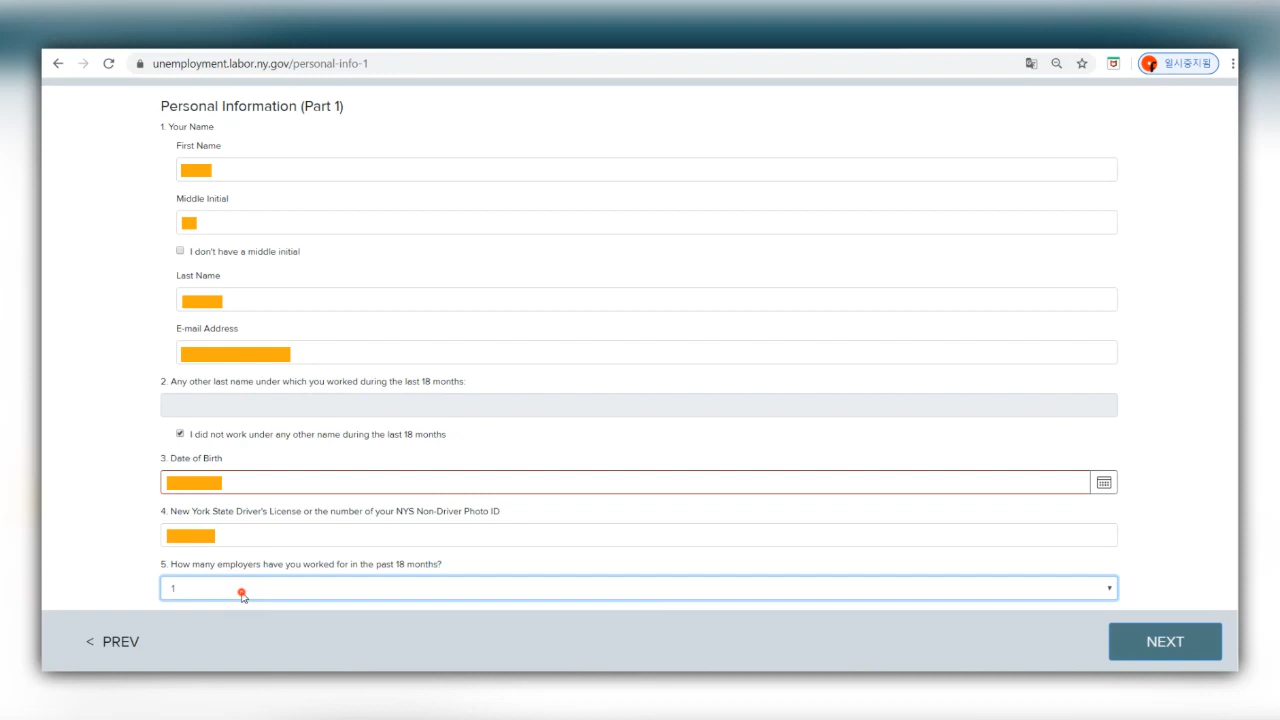 unemployment.labor.ny.gov/personal-info-1
일시중지됨
Personal Information (Part 1)
1. Your Name
First Name
Middle Initial
I don't have a middle initial
Last Name
E-mail Address
2. Any other last name under which you worked during the last 18 months:
I did not work under any other name during the last 18 months
3. Date of Birth
4. New York State Driver's License or the number of your NYS Non-Driver Photo ID
5. How many employers have you worked for in the past 18 months?
1
< PREV
NEXT